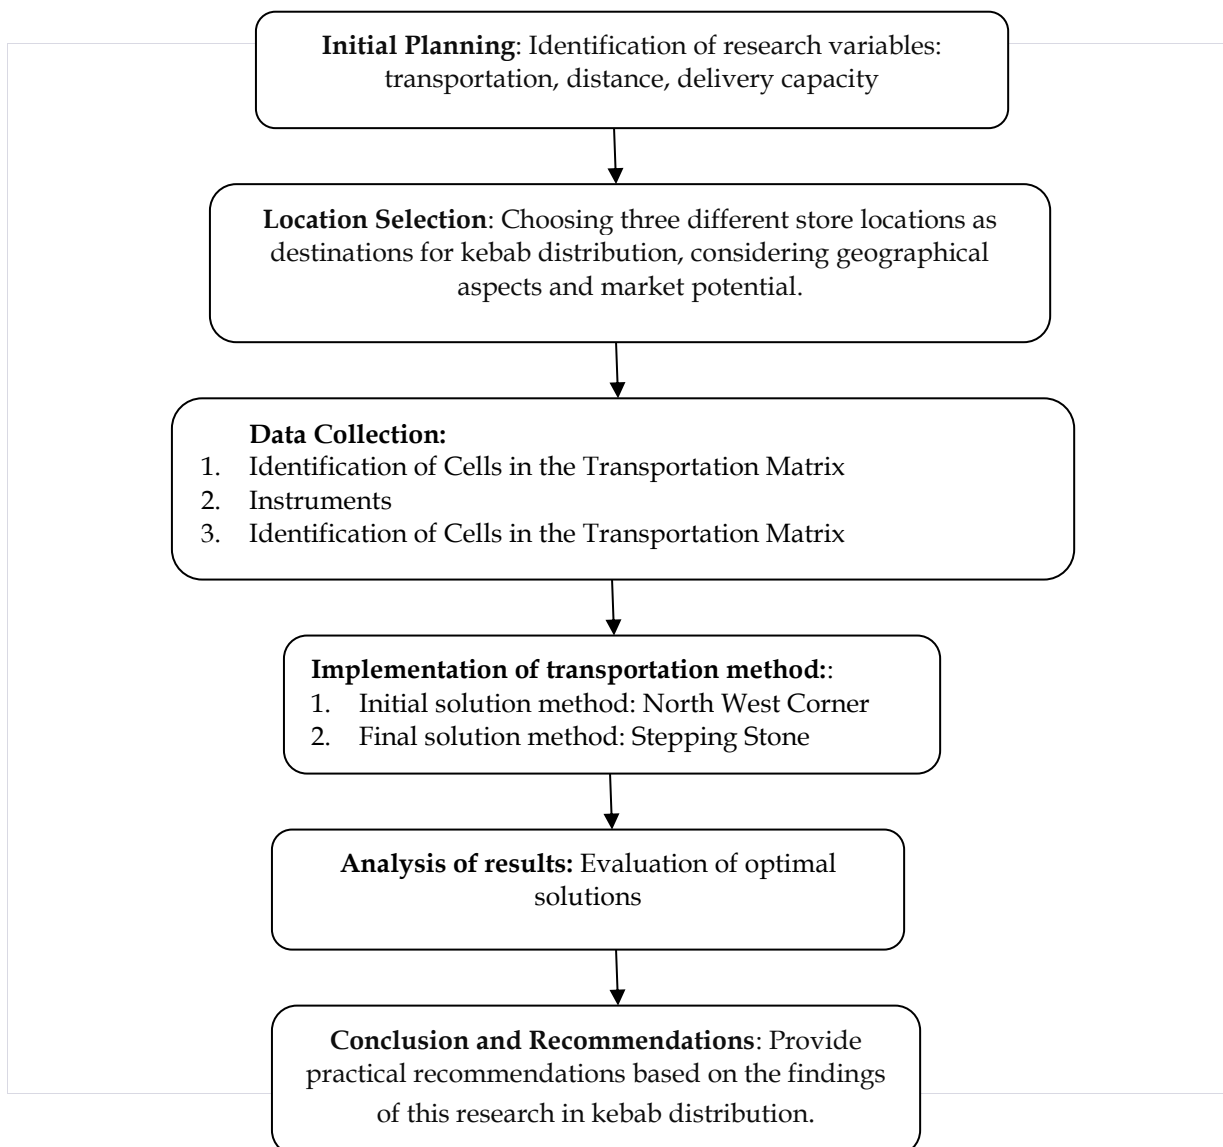 Initial Planning: Identification of research variables:
transportation, distance, delivery capacity
Location Selection: Choosing three different store locations as
destinations for kebab distribution, considering geographical
aspects and market potential.
Data Collection:
1. Identification of Cells in the Transportation Matrix
2. Instruments
3. Identification of Cells in the Transportation Matrix
Implementation of transportation method::
1. Initial solution method: North West Corner
2. Final solution method: Stepping Stone
Analysis of results: Evaluation of optimal
solutions
Conclusion and Recommendations: Provide
practical recommendations based on the findings
of this research in kebab distribution.